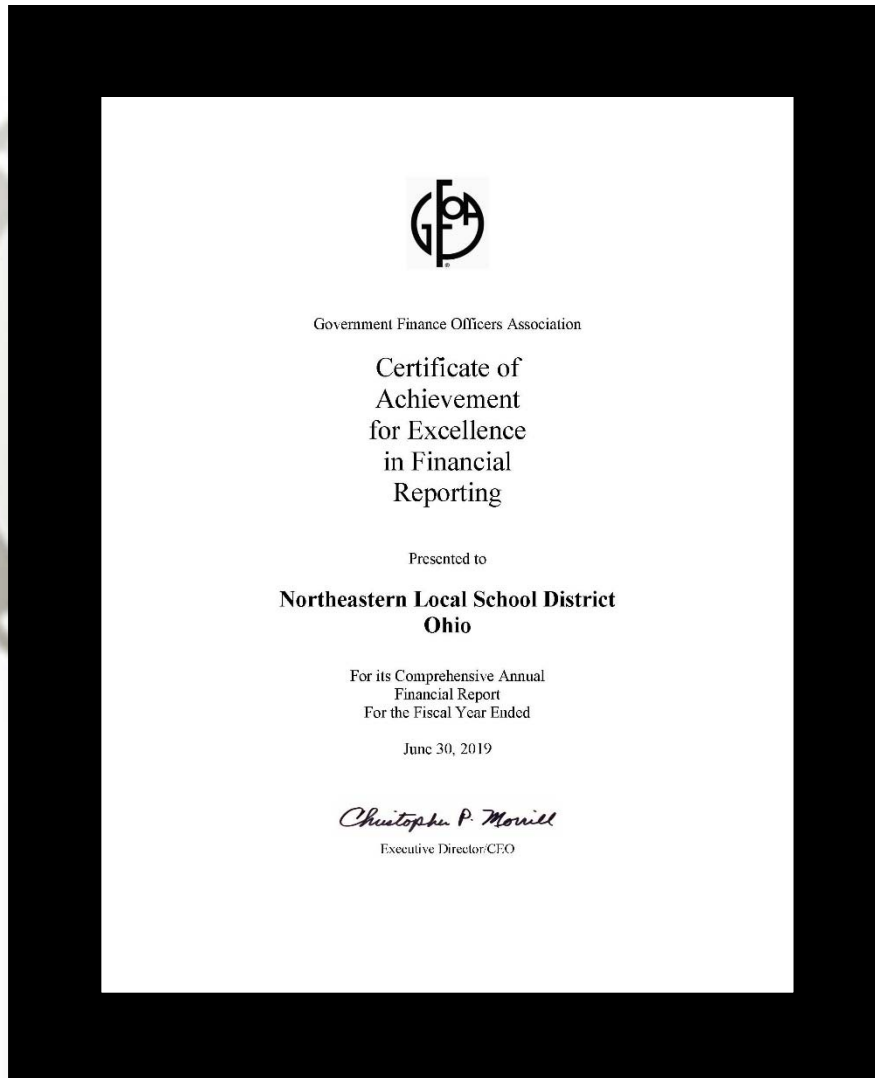 GFOA
Government Finance Officers Association
Certificate of
Achievement
for Excellence
in Financial
Reporting
Presented to
Northeastern Local School District
Ohio
For its Comprehensive Annual
Financial Report
For the Fiscal Year Ended
June 30, 2019
Christopher P. Morrill
Executive Director/CEO